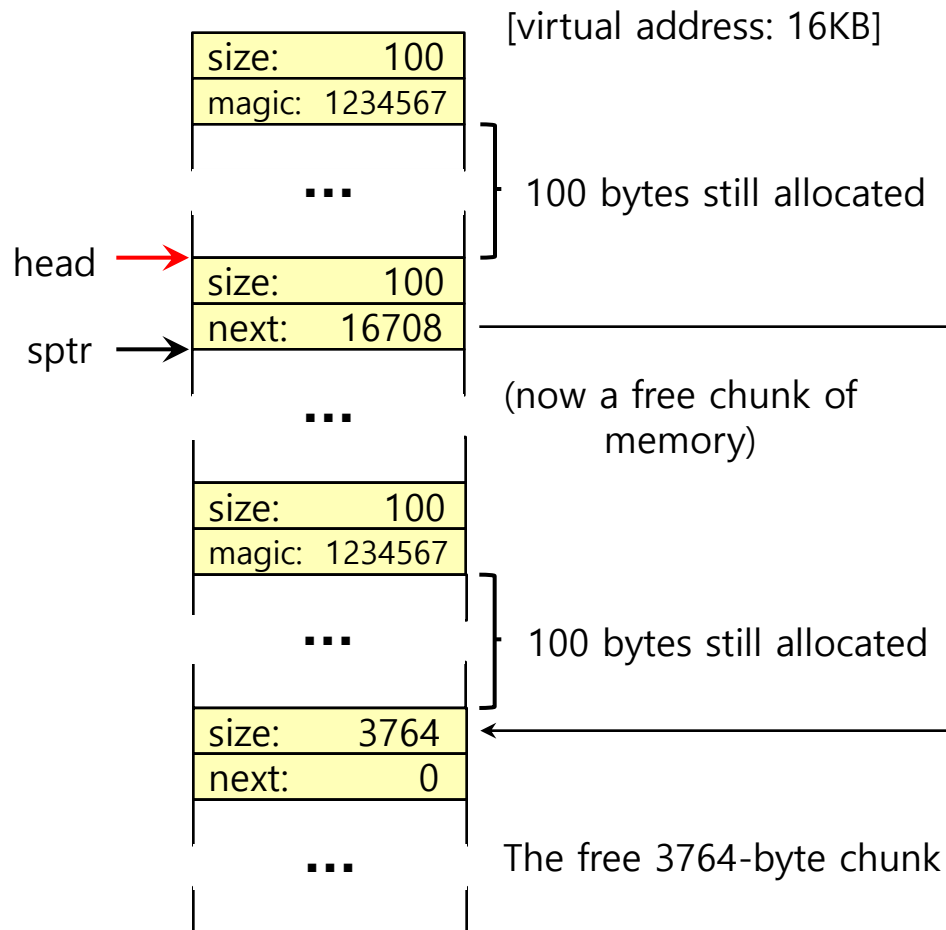 [virtual address: 16KB]
size: 100
magic: 1234567
...
100 bytes still allocated
head
size: 100
next: 16708
sptr
(now a free chunk of
memory)
...
size: 100
magic: 1234567
...
100 bytes still allocated
size: 3764
next: 0
...
The free 3764-byte chunk